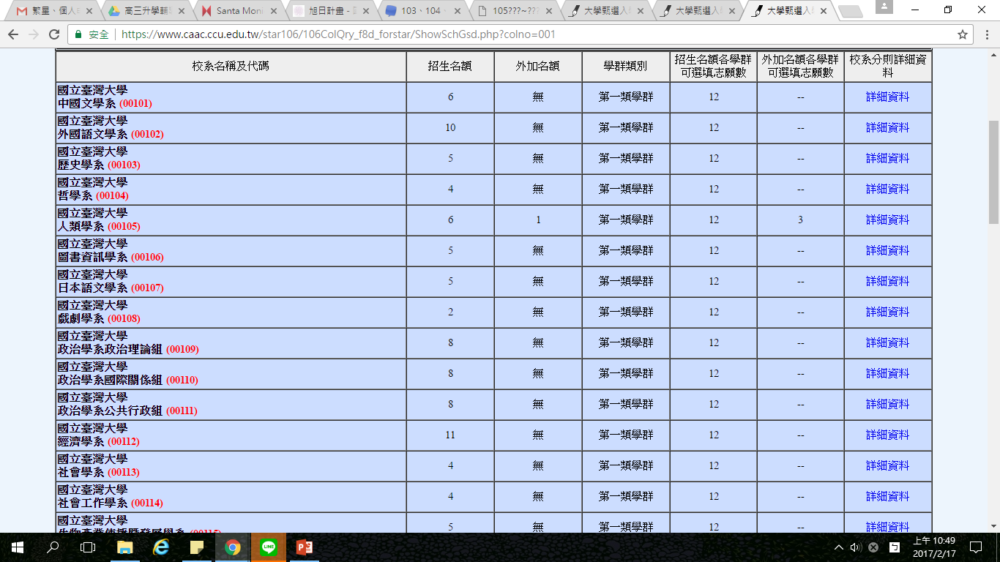 繁星、個人申
高三升學輔導
Santa Moni
旭日計畫 -
103、104、
105???~???
大學甄選入
大學甄選入
大學甄選入
安全 https://www.caac.ccu.edu.tw/star106/106ColQry_f8d_forstar/ShowSchGsd.php?colno=001
校系名稱及代碼 招生名額 外加名額 學群類別 招生名額各學群可選填志願數 外加名額各學群可選填志願數 校系分則詳細資料
國立臺灣大學
中國文學系 (00101) 6 無 第一類學群 12 -- 詳細資料
國立臺灣大學
外國語文學系 (00102) 10 無 第一類學群 12 -- 詳細資料
國立臺灣大學
歷史學系 (00103) 5 無 第一類學群 12 -- 詳細資料
國立臺灣大學
哲學系 (00104) 4 無 第一類學群 12 -- 詳細資料
國立臺灣大學
人類學系 (00105) 6 1 第一類學群 12 3 詳細資料
國立臺灣大學
圖書資訊學系 (00106) 5 無 第一類學群 12 -- 詳細資料
國立臺灣大學
日本語文學系 (00107) 5 無 第一類學群 12 -- 詳細資料
國立臺灣大學
戲劇學系 (00108) 2 無 第一類學群 12 -- 詳細資料
國立臺灣大學
政治學系政治理論組 (00109) 8 無 第一類學群 12 -- 詳細資料
國立臺灣大學
政治學系國際關係組 (00110) 8 無 第一類學群 12 -- 詳細資料
國立臺灣大學
政治學系公共行政組 (00111) 8 無 第一類學群 12 -- 詳細資料
國立臺灣大學
經濟學系 (00112) 11 無 第一類學群 12 -- 詳細資料
國立臺灣大學
社會學系 (00113) 4 無 第一類學群 12 -- 詳細資料
國立臺灣大學
社會工作學系 (00114) 4 無 第一類學群 12 -- 詳細資料
國立臺灣大學
生物產業傳播暨發展學系 (00115) 5 無 第一類學群 12 -- 詳細資料
LINE
上午 10:49
2017/2/17